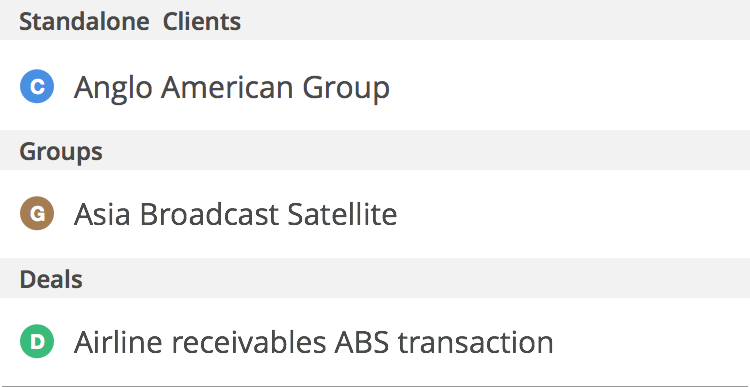 Standalone Clients
C Anglo American Group
Groups
G Asia Broadcast Satellite
Deals
D Airline receivables ABS transaction